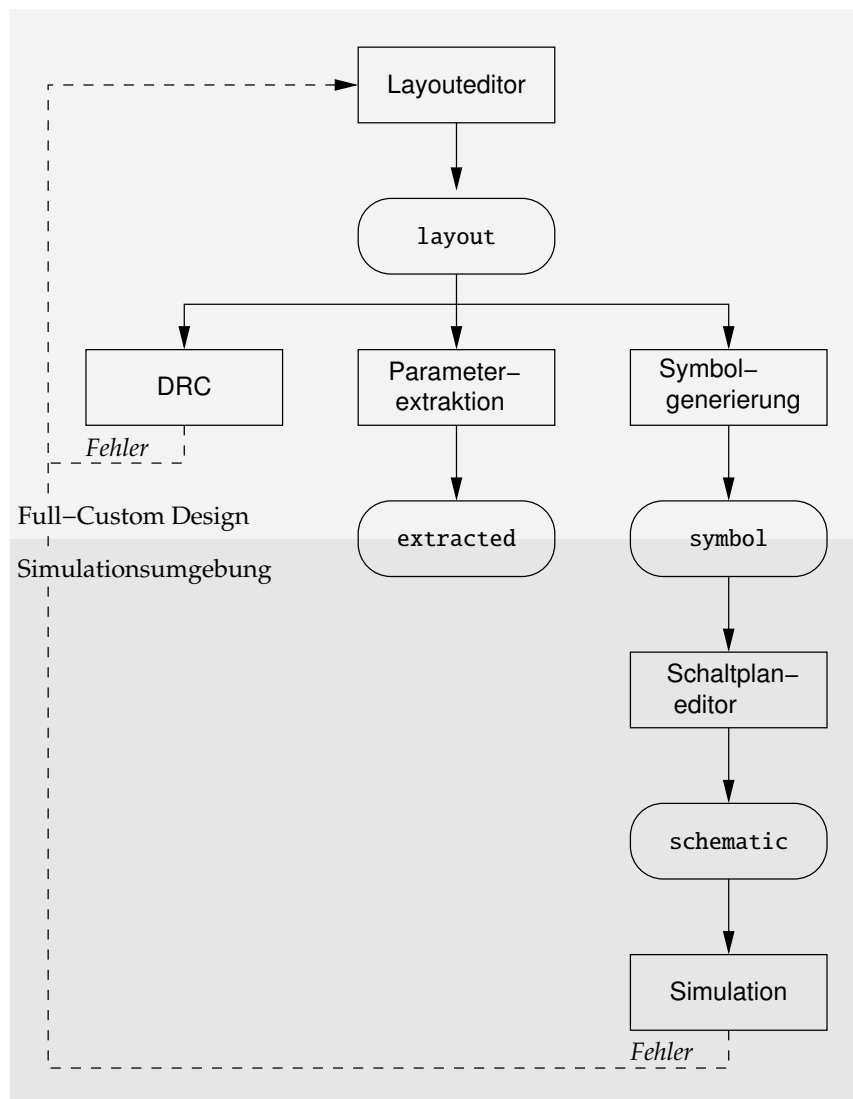 Layouteditor
layout
DRC
Parameter−
extraktion
Symbol−
generierung
Fehler
Full−Custom Design
extracted
symbol
Simulationsumgebung
Schaltplan−
editor
schematic
Simulation
Fehler